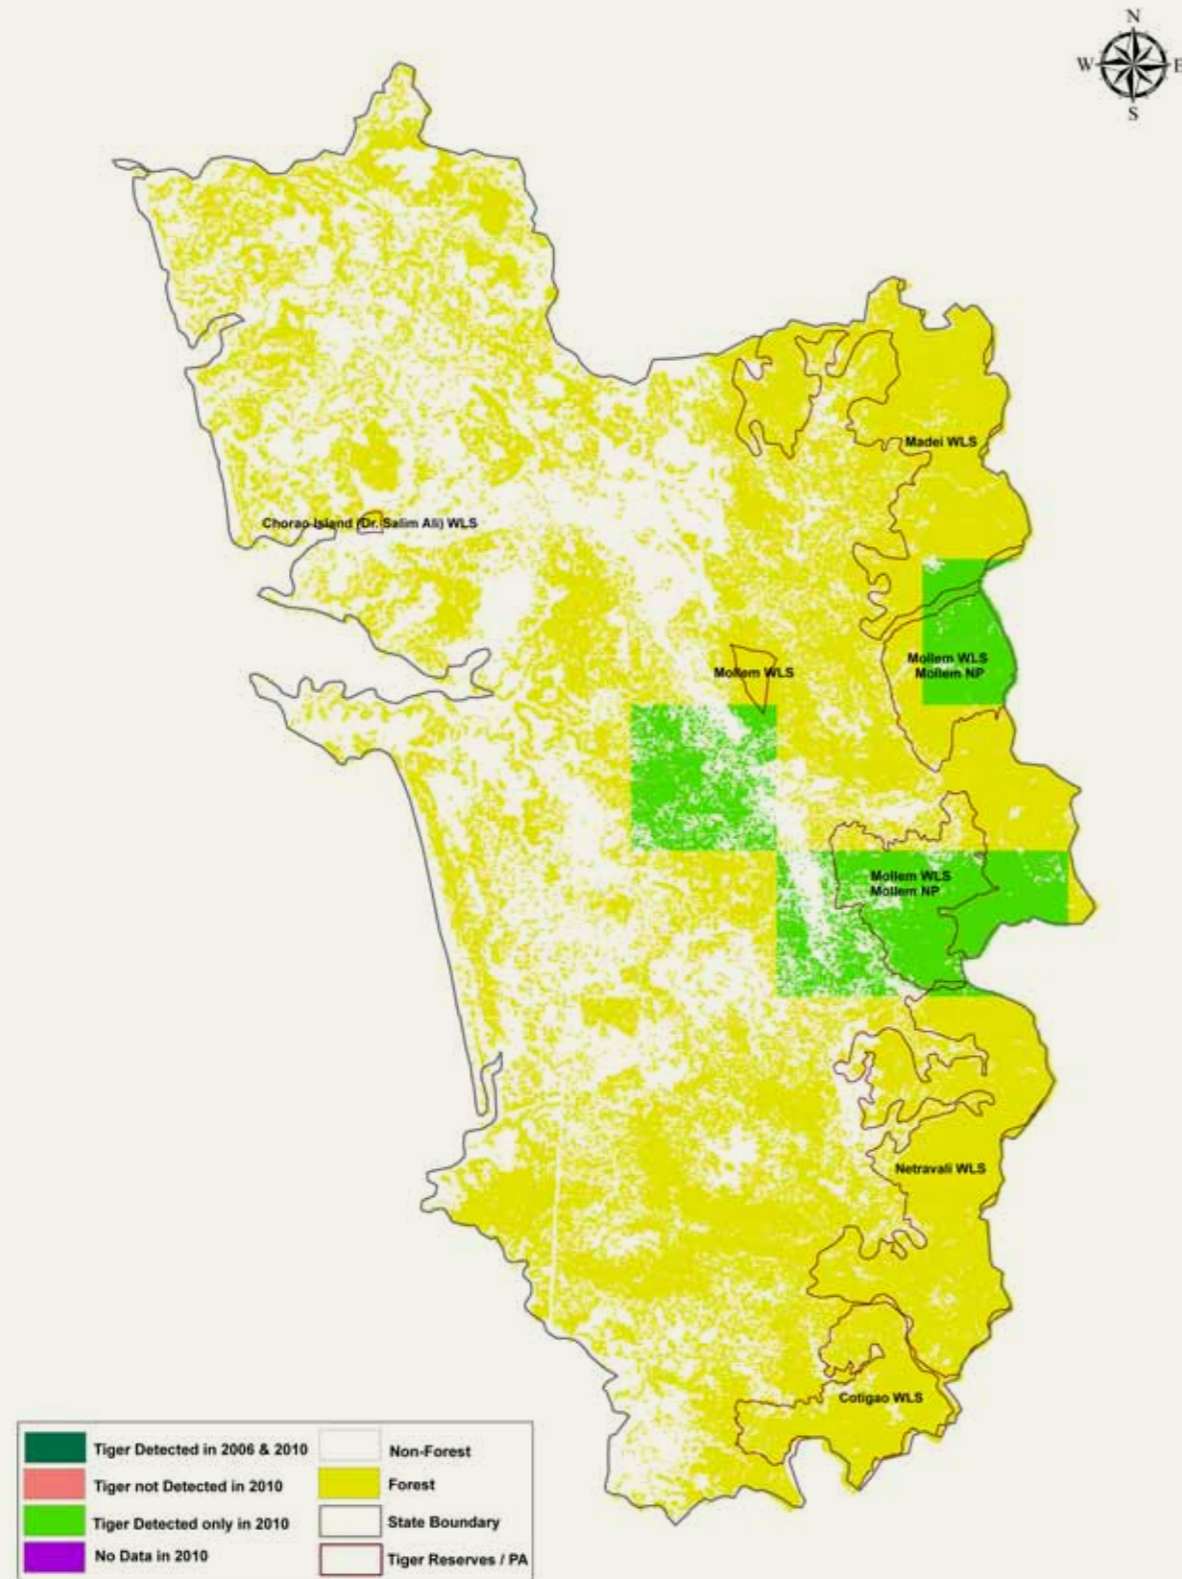 N
W E
S
Madei WLS
Chorao Island (Dr. Salim Ali) WLS
Mollem WLS
Mollem NP
Mollem WLS
Mollem WLS
Mollem NP
Netravali WLS
Cotigao WLS
Tiger Detected in 2006 & 2010
Non-Forest
Tiger not Detected in 2010
Forest
Tiger Detected only in 2010
State Boundary
No Data in 2010
Tiger Reserves / PA